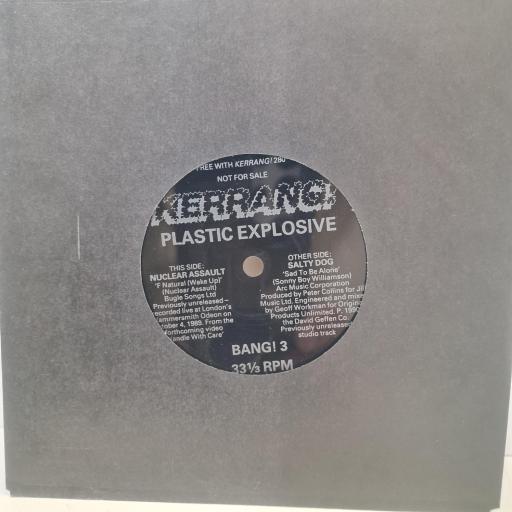 FREE WITH KERRANG! 280
NOT FOR SALE
KERRANG!
PLASTIC EXPLOSIVE
THIS SIDE:
NUCLEAR ASSAULT
'F Natural (Wake Up)'
(Nuclear Assault)
Bugle Songs Ltd
Previously unreleased –
recorded live at London's
Hammersmith Odeon on
October 4, 1989. From the
forthcoming video
'Handle With Care'
OTHER SIDE:
SALTY DOG
'Sad To Be Alone'
(Sonny Boy Williamson)
Arc Music Corporation
Produced by Peter Collins for Jill
Music Ltd. Engineered and mixed
by Geoff Workman for Original
Products Unlimited. P. 1990
the David Geffen Co.
Previously unreleased
studio track
BANG! 3
33⅓ RPM